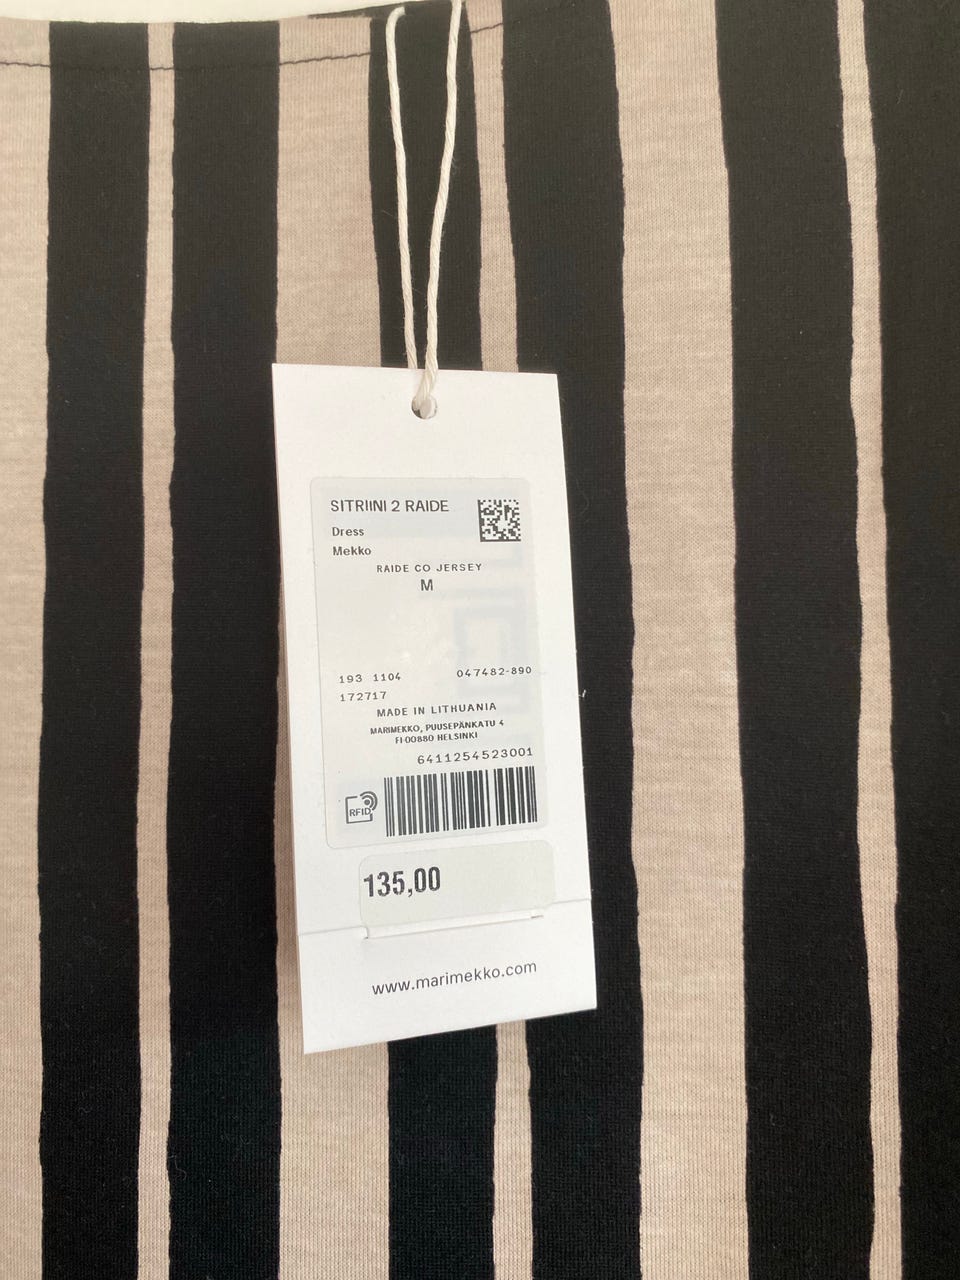 SITRIINI 2 RAIDE
Dress
Mekko
RAIDE CO JERSEY
M
193 1104 047482-890
172717
MADE IN LITHUANIA
MARIMEKKO, PUUSEPÄNKATU 4
FI-00880 HELSINKI
6411254523001
RFID
135,00
www.marimekko.com